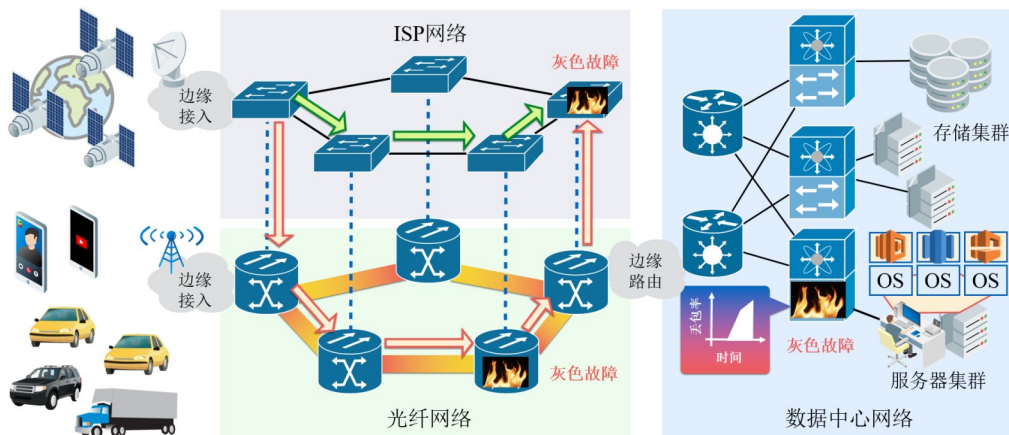 ISP网络
灰色故障
边缘
接入
存储集群
边缘
接入
边缘
路由
OS
OS
OS
丢包率
时间
灰色故障
灰色故障
服务器集群
光纤网络
数据中心网络